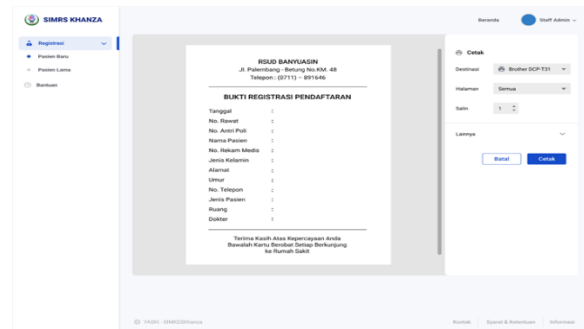 SIMRS KHANZA
Beranda
Staff Admin
Registrasi
Pasien Baru
Pasien Lama
Bantuan
RSUD BANYUASIN
Jl. Palembang - Betung No.KM. 48
Telepon : (0711) – 891646
BUKTI REGISTRASI PENDAFTARAN
Tanggal :
No. Rawat :
No. Antri Poli :
Nama Pasien :
No. Rekam Medis :
Jenis Kelamin :
Alamat :
Umur :
No. Telepon :
Jenis Pasien :
Ruang :
Dokter :
Terima Kasih Atas Kepercayaan Anda
Bawalah Kartu Berobat Setiap Berkunjung
ke Rumah Sakit
Cetak
Destinasi Brother DCP-T31
Halaman Semua
Salin 1
Lainnya
Batal Cetak
Kontak Syarat & Ketentuan Informasi